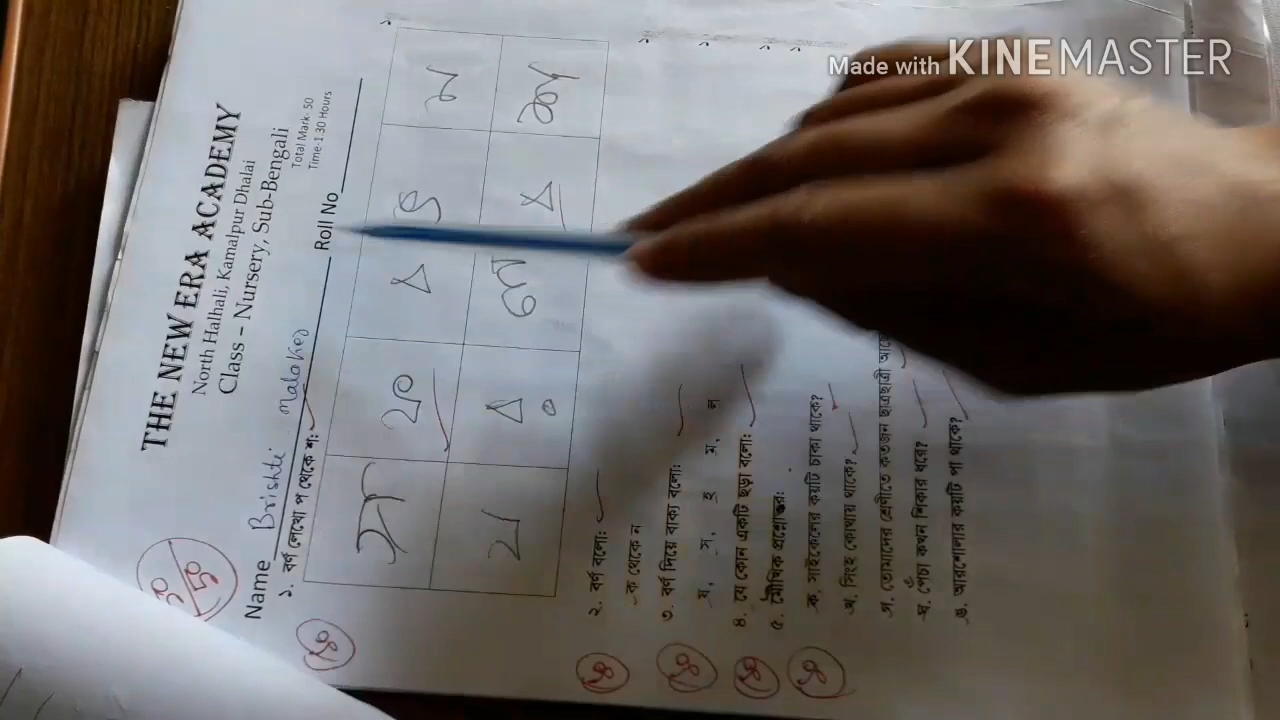 Made with KINEMASTER
THE NEW ERA ACADEMY
North Halhali, Kamalpur Dhalai
Class – Nursery, Sub-Bengali
Total Mark- 50
Time-1.30 Hours
Name Brishti Malaker Roll No
১. বর্ণ লেখো প থেকে শ:
২. বর্ণ বলো:
ক থেকে ন
৩. বর্ণ দিয়ে বাক্য বলো:
৪. যে কোন একটি ছড়া বলো:
৫. মৌখিক প্রশ্নোত্তর:
ক. সাইকেলের কয়টি চাকা থাকে?
খ. সিংহ কোথায় থাকে?
গ. তোমাদের শ্রেণীতে কতজন ছাত্রছাত্রী
ঘ. পেঁচা কখন শিকার ধরে?
ঙ. আরশোলার কয়টি পা থাকে?